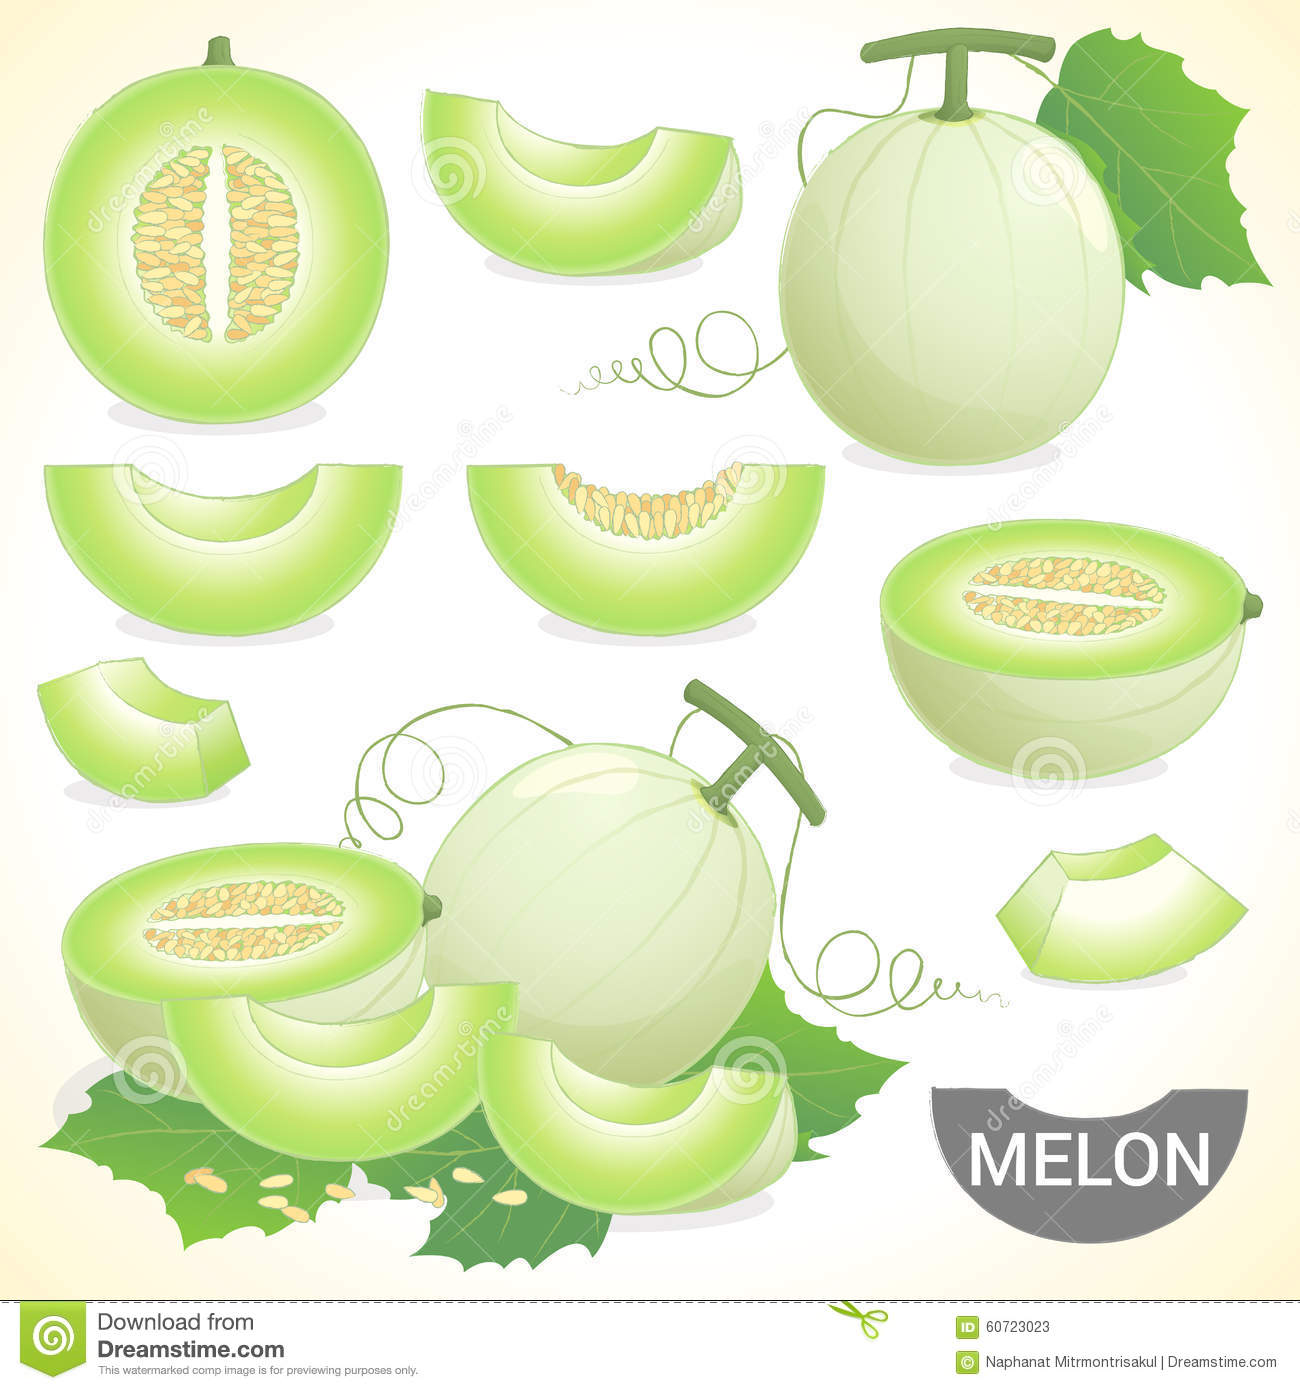 MELON
Download from
Dreamstime.com
This watermarked comp image is for previewing purposes only.
ID 60723023
© Naphanat Mitrmontrisakul | Dreamstime.com
dreamstime